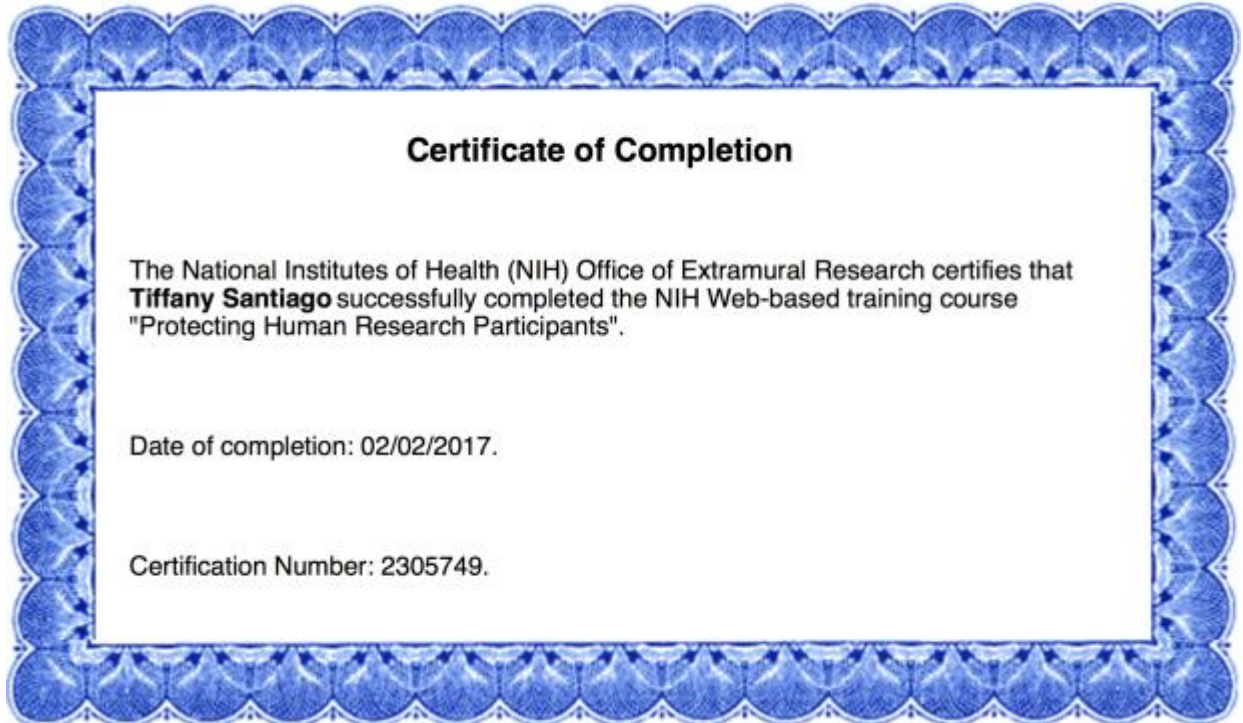 Certificate of Completion
The National Institutes of Health (NIH) Office of Extramural Research certifies that
Tiffany Santiago successfully completed the NIH Web-based training course
"Protecting Human Research Participants".
Date of completion: 02/02/2017.
Certification Number: 2305749.